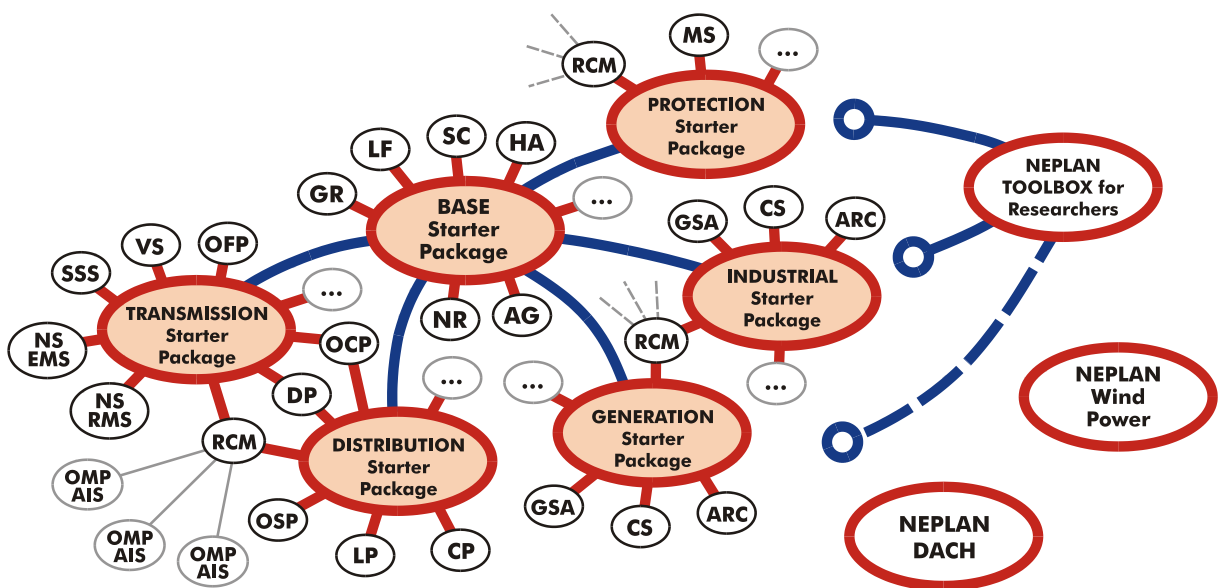 MS
...
RCM
PROTECTION
Starter
Package
SC
HA
LF
GR
BASE
Starter
Package
...
NR
AG
NEPLAN
TOOLBOX for
Researchers
GSA
CS
ARC
INDUSTRIAL
Starter
Package
RCM
...
VS
OFP
SSS
...
TRANSMISSION
Starter
Package
NS
EMS
NS
RMS
OCP
DP
RCM
OMP
AIS
OMP
AIS
OMP
AIS
...
DISTRIBUTION
Starter
Package
OSP
LP
CP
...
GENERATION
Starter
Package
GSA
CS
ARC
NEPLAN
Wind
Power
NEPLAN
DACH